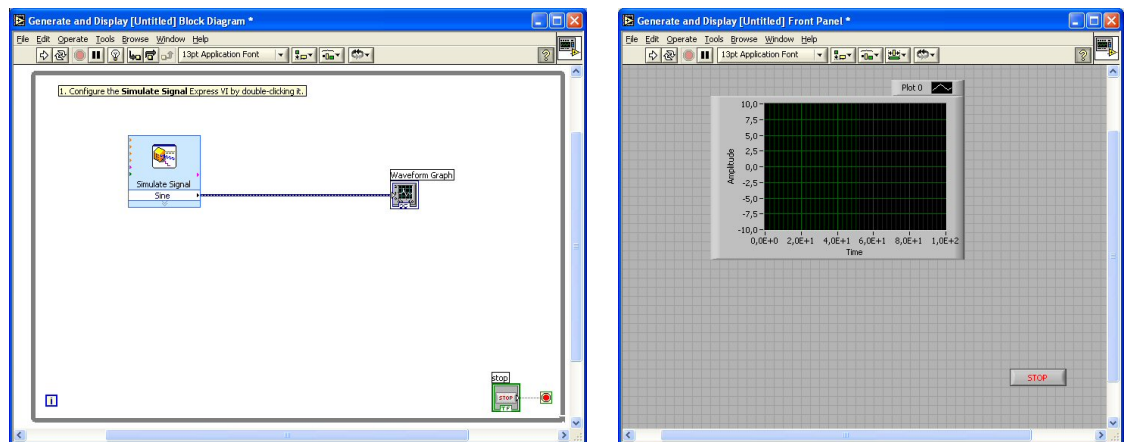 Generate and Display [Untitled] Block Diagram *
File Edit Operate Tools Browse Window Help
13pt Application Font
1. Configure the Simulate Signal Express VI by double-clicking it.
Simulate Signal
Sine
Waveform Graph
stop
STOP
TF
i
Generate and Display [Untitled] Front Panel *
File Edit Operate Tools Browse Window Help
13pt Application Font
Plot 0
Amplitude
10,0
7,5
5,0
2,5
0,0
-2,5
-5,0
-7,5
-10,0
0,0E+0 2,0E+1 4,0E+1 6,0E+1 8,0E+1 1,0E+2
Time
STOP